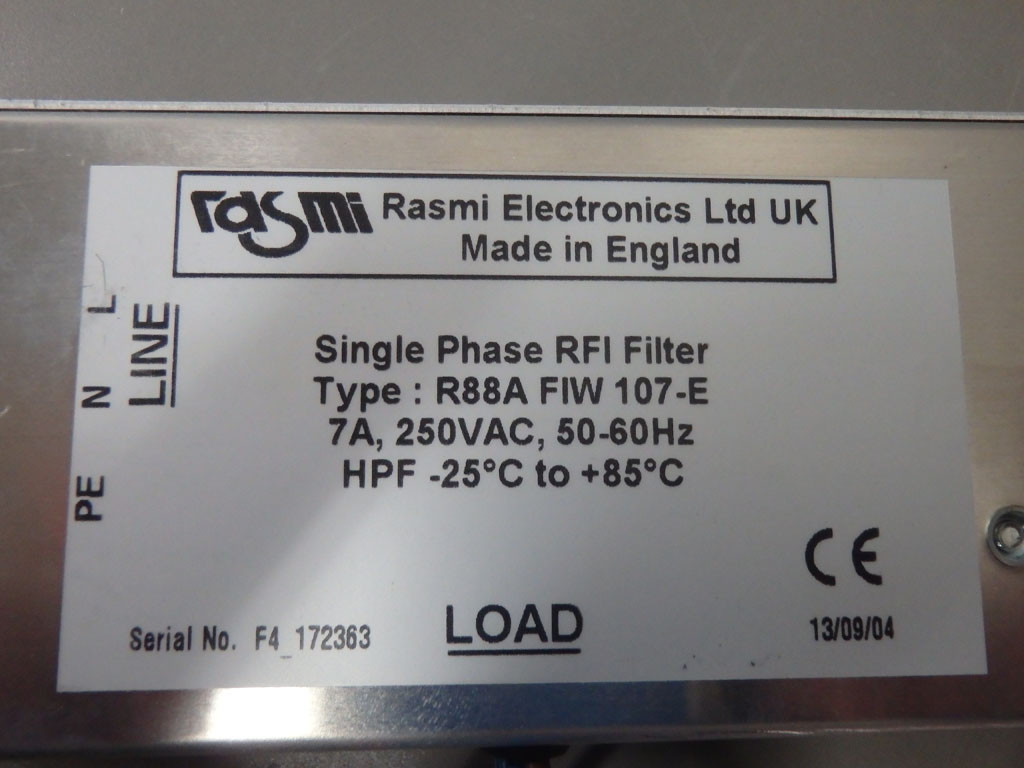 rasmi Rasmi Electronics Ltd UK
Made in England
L
N
PE
LINE
Single Phase RFI Filter
Type : R88A FIW 107-E
7A, 250VAC, 50-60Hz
HPF -25°C to +85°C
CE
Serial No. F4_172363
LOAD
13/09/04